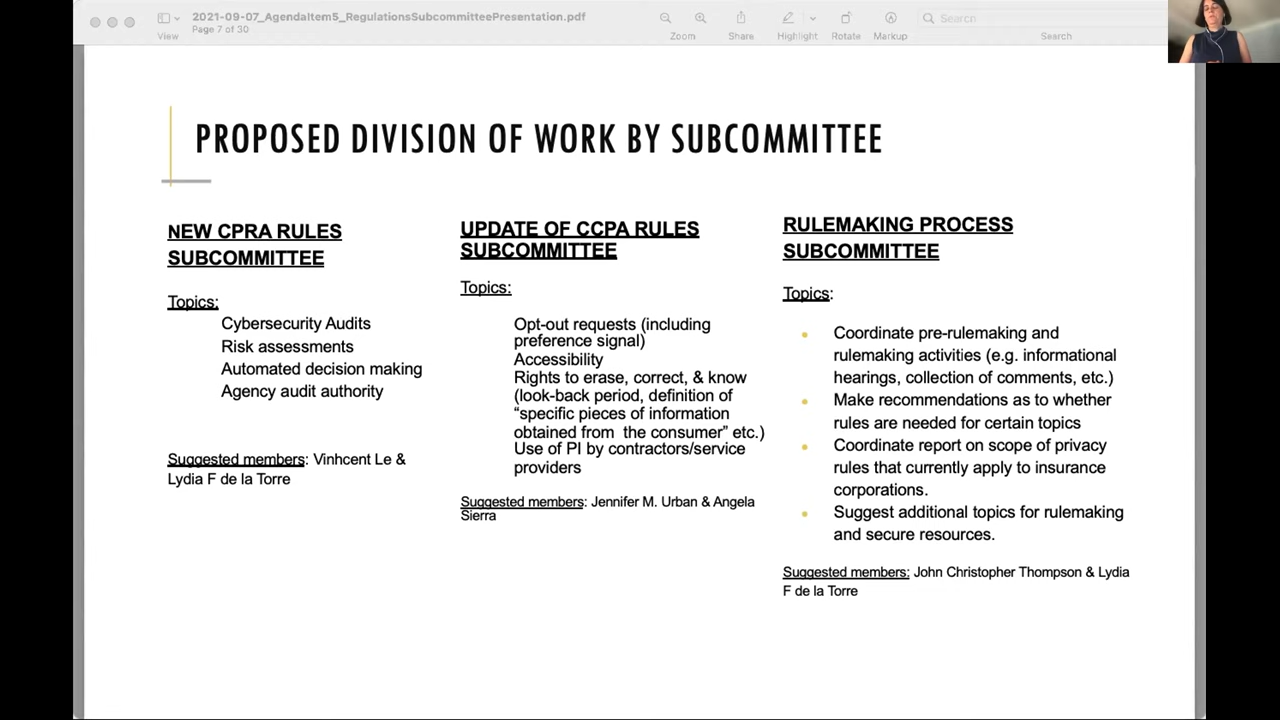 2021-09-07_AgendaItem5_RegulationsSubcommitteePresentation.pdf
Page 7 of 30
View
Zoom
Share
Highlight
Rotate
Markup
Search
Search
PROPOSED DIVISION OF WORK BY SUBCOMMITTEE
NEW CPRA RULES
SUBCOMMITTEE
Topics:
Cybersecurity Audits
Risk assessments
Automated decision making
Agency audit authority
Suggested members: Vinhcent Le &
Lydia F de la Torre
UPDATE OF CCPA RULES
SUBCOMMITTEE
Topics:
Opt-out requests (including
preference signal)
Accessibility
Rights to erase, correct, & know
(look-back period, definition of
“specific pieces of information
obtained from the consumer” etc.)
Use of PI by contractors/service
providers
Suggested members: Jennifer M. Urban & Angela
Sierra
RULEMAKING PROCESS
SUBCOMMITTEE
Topics:
Coordinate pre-rulemaking and
rulemaking activities (e.g. informational
hearings, collection of comments, etc.)
Make recommendations as to whether
rules are needed for certain topics
Coordinate report on scope of privacy
rules that currently apply to insurance
corporations.
Suggest additional topics for rulemaking
and secure resources.
Suggested members: John Christopher Thompson & Lydia
F de la Torre